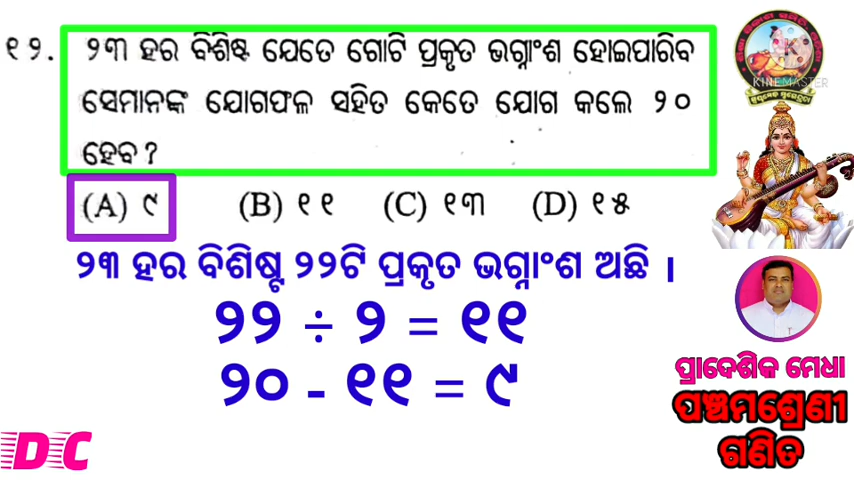 ୧୨. ୨୩ ହର ବିଶିଷ୍ଟ ଯେତେ ଗୋଟି ପ୍ରକୃତ ଭଗ୍ନାଂଶ ହୋଇପାରିବ
ସେମାନଙ୍କ ଯୋଗଫଳ ସହିତ କେତେ ଯୋଗ କଲେ ୨୦
ହେବ ?
(A) ୯ (B) ୧୧ (C) ୧୩ (D) ୧୫
୨୩ ହର ବିଶିଷ୍ଟ ୨୨ଟି ପ୍ରକୃତ ଭଗ୍ନାଂଶ ଅଛି ।
୨୨ ÷ ୨ = ୧୧
୨୦ - ୧୧ = ୯
KINEMASTER
ପ୍ରାଦେଶିକ ମେଧା
ପଞ୍ଚମଶ୍ରେଣୀ
ଗଣିତ
DC